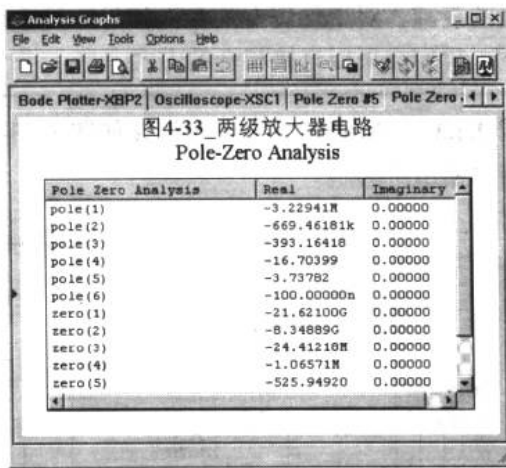 Analysis Graphs
File Edit View Tools Options Help
Bode Plotter-XBP2 Oscilloscope-XSC1 Pole Zero #5 Pole Zero
图4-33_两级放大器电路
Pole-Zero Analysis
Pole Zero Analysis Real Imaginary
pole(1) -3.22941M 0.00000
pole(2) -669.46181k 0.00000
pole(3) -393.16418 0.00000
pole(4) -16.70399 0.00000
pole(5) -3.73782 0.00000
pole(6) -100.00000n 0.00000
zero(1) -21.62100G 0.00000
zero(2) -8.34889G 0.00000
zero(3) -24.41218M 0.00000
zero(4) -1.06571M 0.00000
zero(5) -525.94920 0.00000